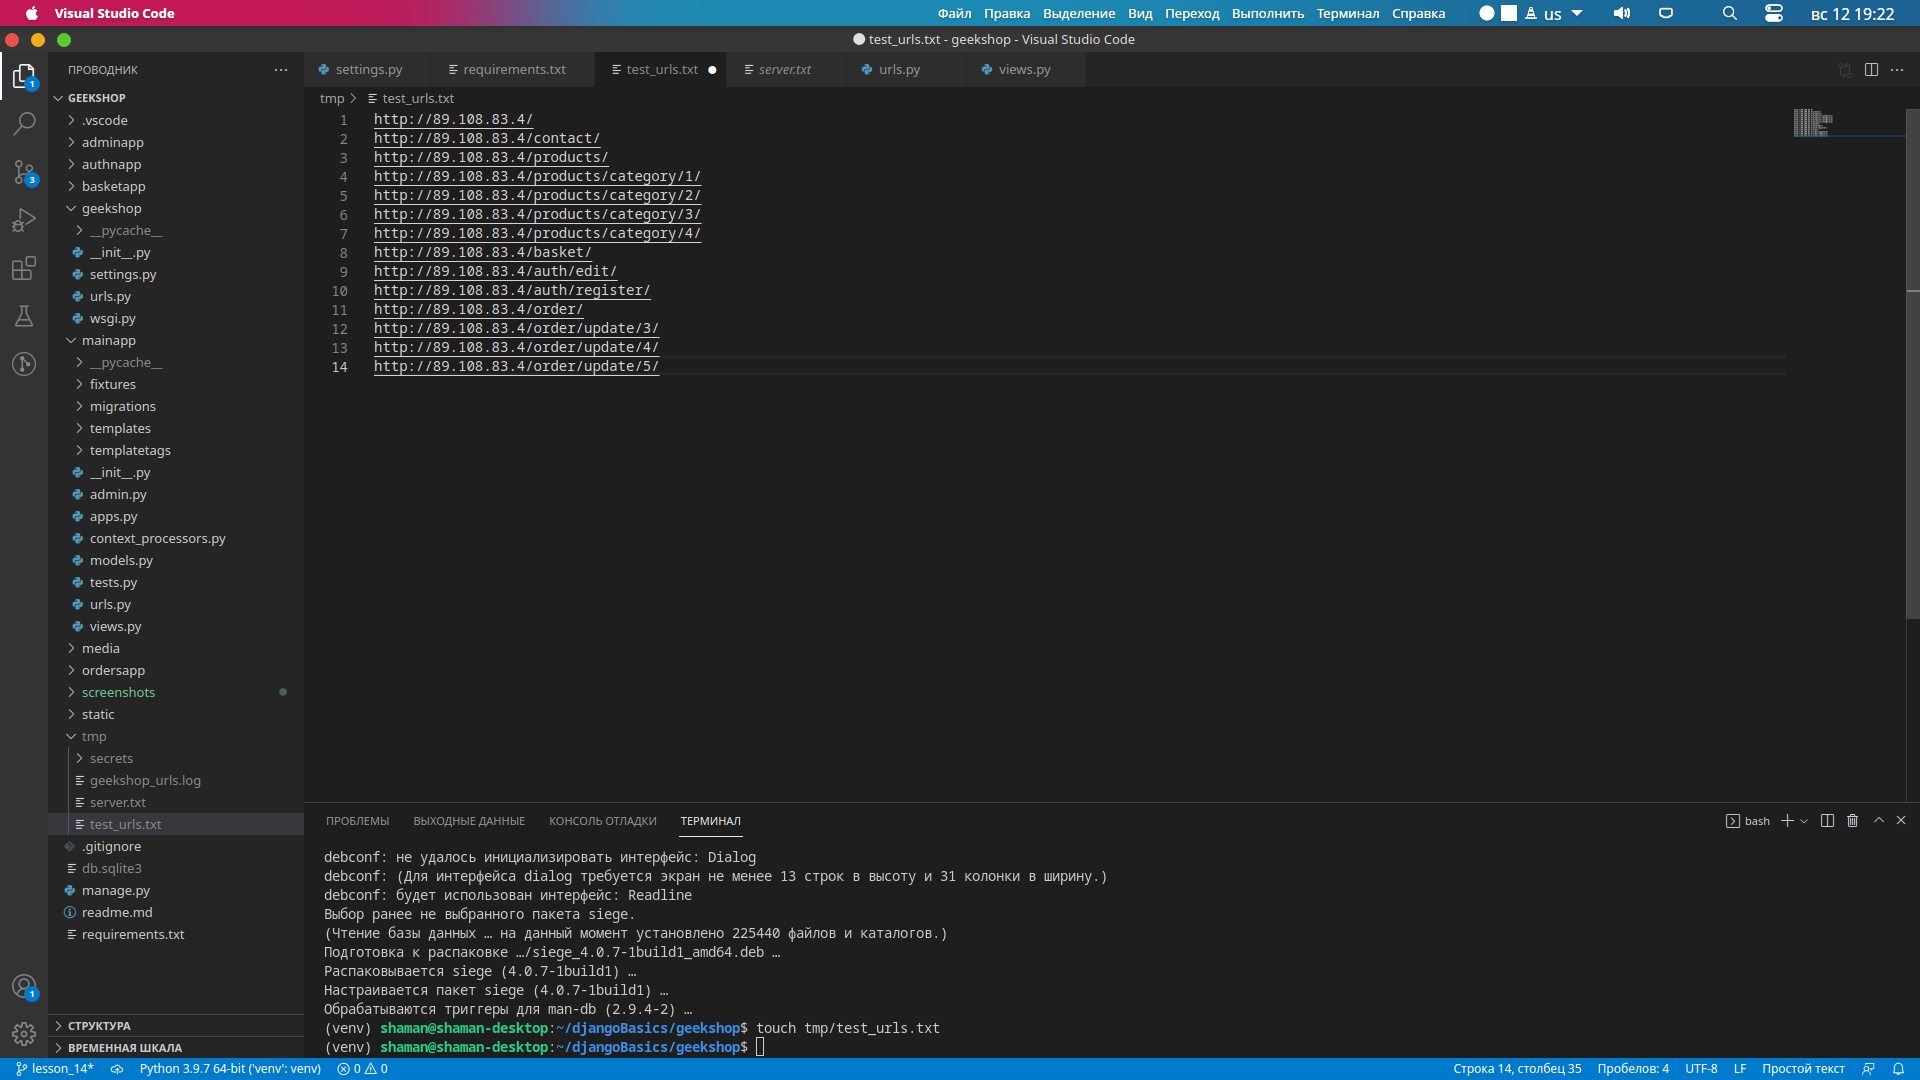 Visual Studio Code
Файл Правка Выделение Вид Переход Выполнить Терминал Справка
us
вс 12 19:22
test_urls.txt - geekshop - Visual Studio Code
ПРОВОДНИК
GEEKSHOP
.vscode
adminapp
authnapp
basketapp
geekshop
__pycache__
__init__.py
settings.py
urls.py
wsgi.py
mainapp
__pycache__
fixtures
migrations
templates
templatetags
__init__.py
admin.py
apps.py
context_processors.py
models.py
tests.py
urls.py
views.py
media
ordersapp
screenshots
static
tmp
secrets
geekshop_urls.log
server.txt
test_urls.txt
.gitignore
db.sqlite3
manage.py
readme.md
requirements.txt
СТРУКТУРА
ВРЕМЕННАЯ ШКАЛА
1
3
1
settings.py requirements.txt test_urls.txt server.txt urls.py views.py
tmp > test_urls.txt
1 http://89.108.83.4/
2 http://89.108.83.4/contact/
3 http://89.108.83.4/products/
4 http://89.108.83.4/products/category/1/
5 http://89.108.83.4/products/category/2/
6 http://89.108.83.4/products/category/3/
7 http://89.108.83.4/products/category/4/
8 http://89.108.83.4/basket/
9 http://89.108.83.4/auth/edit/
10 http://89.108.83.4/auth/register/
11 http://89.108.83.4/order/
12 http://89.108.83.4/order/update/3/
13 http://89.108.83.4/order/update/4/
14 http://89.108.83.4/order/update/5/
ПРОБЛЕМЫ ВЫХОДНЫЕ ДАННЫЕ КОНСОЛЬ ОТЛАДКИ ТЕРМИНАЛ
bash
debconf: не удалось инициализировать интерфейс: Dialog
debconf: (Для интерфейса dialog требуется экран не менее 13 строк в высоту и 31 колонки в ширину.)
debconf: будет использован интерфейс: Readline
Выбор ранее не выбранного пакета siege.
(Чтение базы данных … на данный момент установлено 225440 файлов и каталогов.)
Подготовка к распаковке …/siege_4.0.7-1build1_amd64.deb …
Распаковывается siege (4.0.7-1build1) …
Настраивается пакет siege (4.0.7-1build1) …
Обрабатываются триггеры для man-db (2.9.4-2) …
(venv) shaman@shaman-desktop:~/djangoBasics/geekshop$ touch tmp/test_urls.txt
(venv) shaman@shaman-desktop:~/djangoBasics/geekshop$
lesson_14* Python 3.9.7 64-bit ('venv': venv) 0 0
Строка 14, столбец 35 Пробелов: 4 UTF-8 LF Простой текст